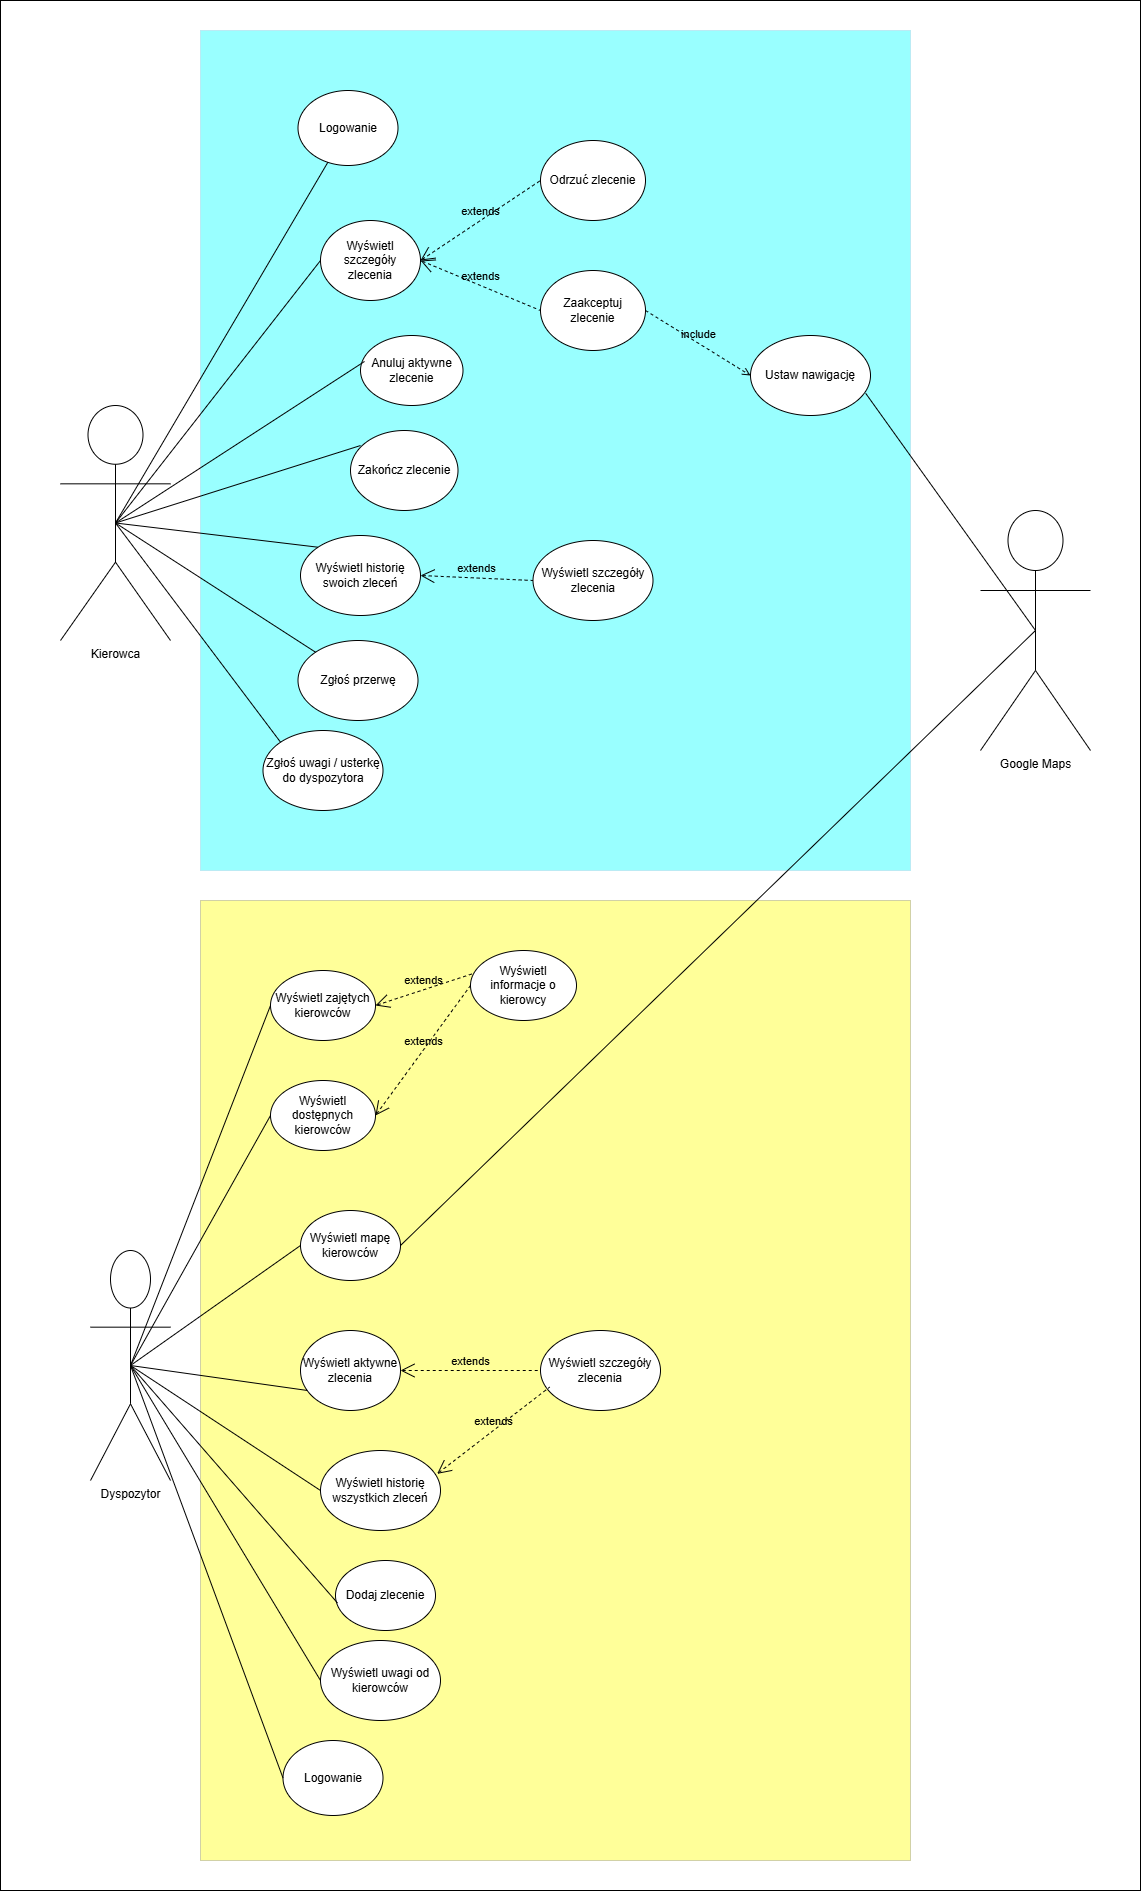 Logowanie
Odrzuć zlecenie
extends
Wyświetl
szczegóły
zlecenia
extends
Zaakceptuj
zlecenie
include
Ustaw nawigację
Anuluj aktywne
zlecenie
Zakończ zlecenie
Wyświetl historię
swoich zleceń
extends
Wyświetl szczegóły
zlecenia
Kierowca
Zgłoś przerwę
Zgłoś uwagi / usterkę
do dyspozytora
Google Maps
Wyświetl zajętych
kierowców
extends
Wyświetl
informacje o
kierowcy
extends
Wyświetl
dostępnych
kierowców
Wyświetl mapę
kierowców
Wyświetl aktywne
zlecenia
extends
Wyświetl szczegóły
zlecenia
extends
Wyświetl historię
wszystkich zleceń
Dyspozytor
Dodaj zlecenie
Wyświetl uwagi od
kierowców
Logowanie